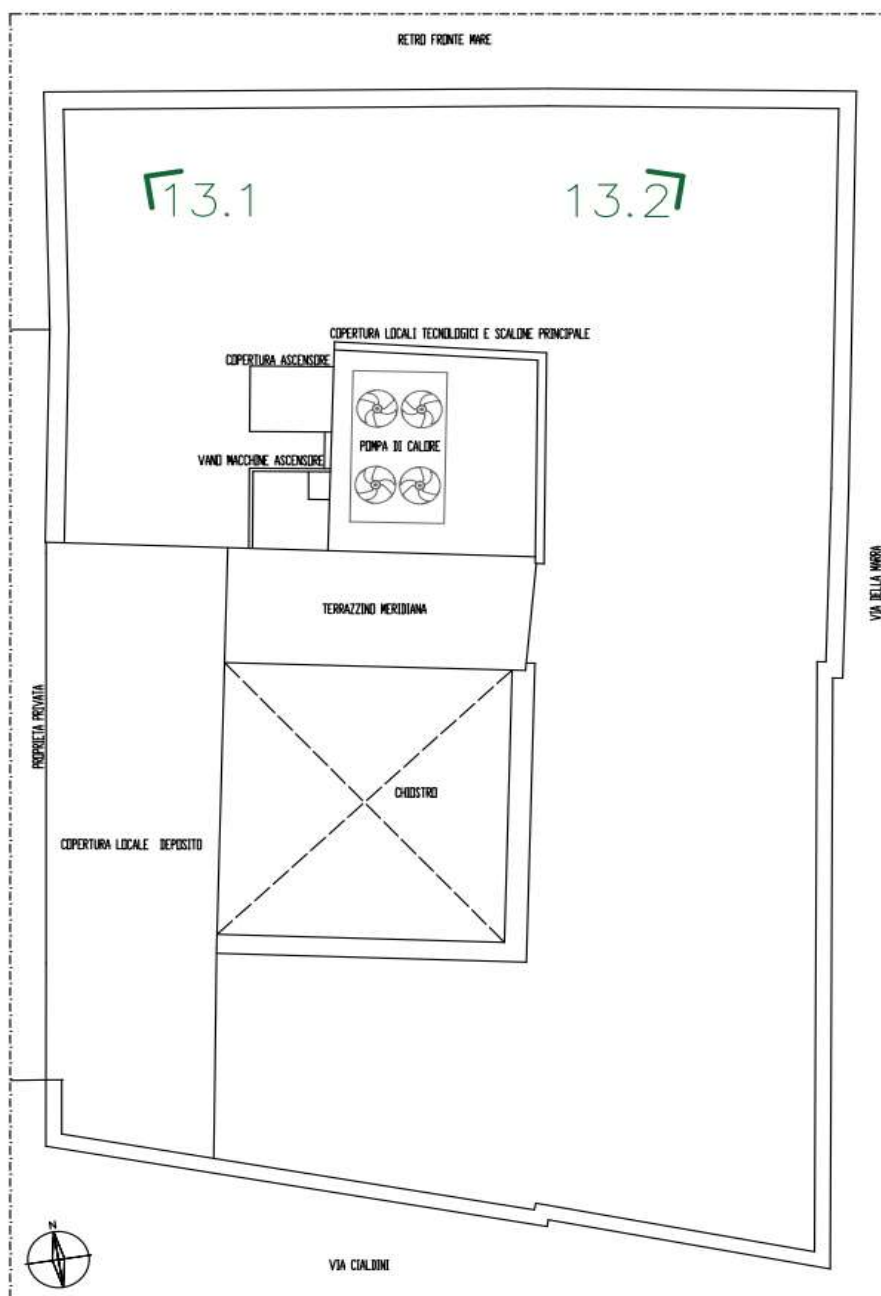 RETRO FRONTE MARE
13.1
13.2
COPERTURA LOCALI TECNOLOGICI E SCALONE PRINCIPALE
COPERTURA ASCENSORE
POMPA DI CALORE
VANO MACCHINE ASCENSORE
VIA DELLA MARRA
TERRAZZINO MERIDIANA
PROPRIETA PRIVATA
CHIOSTRO
COPERTURA LOCALE DEPOSITO
N
VIA CIALDINI